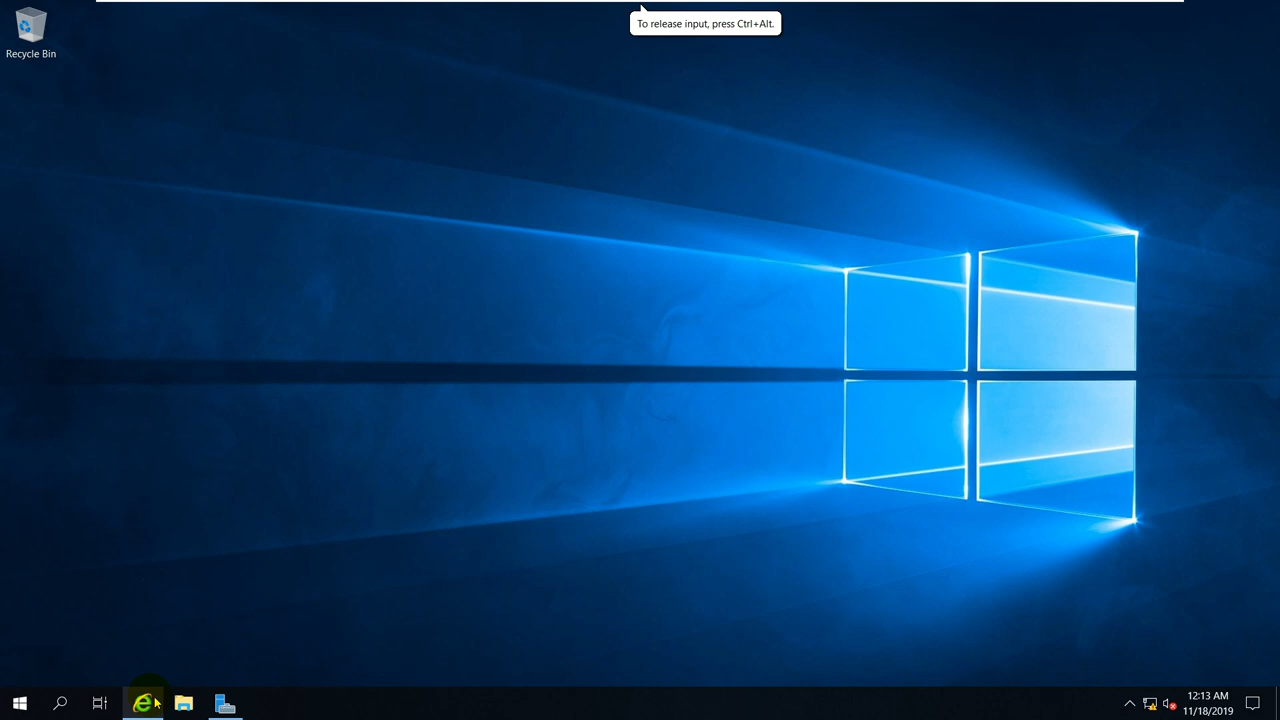 To release input, press Ctrl+Alt.
Recycle Bin
12:13 AM
11/18/2019